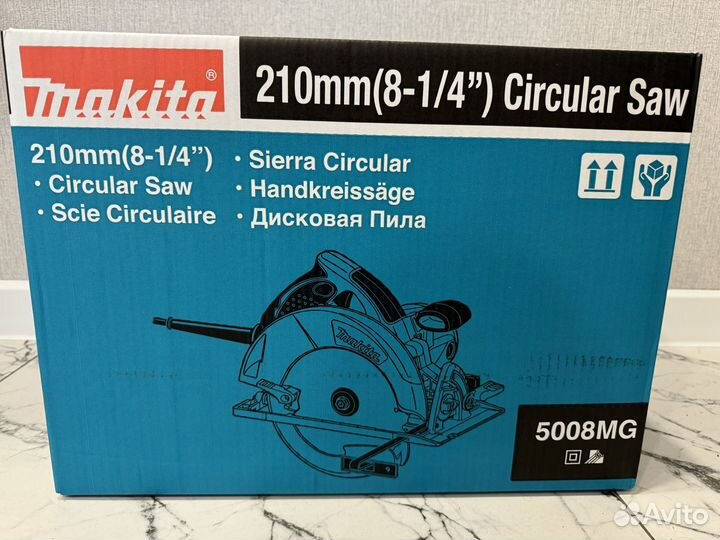 makita®
210mm(8-1/4”) Circular Saw
210mm(8-1/4”)
· Circular Saw
· Scie Circulaire
· Sierra Circular
· Handkreissäge
· Дисковая Пила
makita
5008MG
Avito